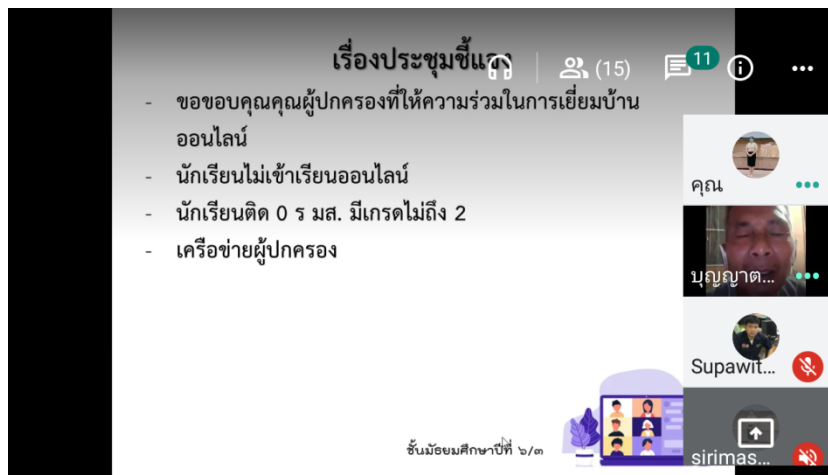 เรื่องประชุมชี้แจง
(15)
11
- ขอขอบคุณคุณผู้ปกครองที่ให้ความร่วมในการเยี่ยมบ้าน
ออนไลน์
- นักเรียนไม่เข้าเรียนออนไลน์
- นักเรียนติด 0 ร มส. มีเกรดไม่ถึง 2
- เครือข่ายผู้ปกครอง
คุณ
บุญญาต...
Supawit...
sirimas...
ชั้นมัธยมศึกษาปีที่ ๖/๓